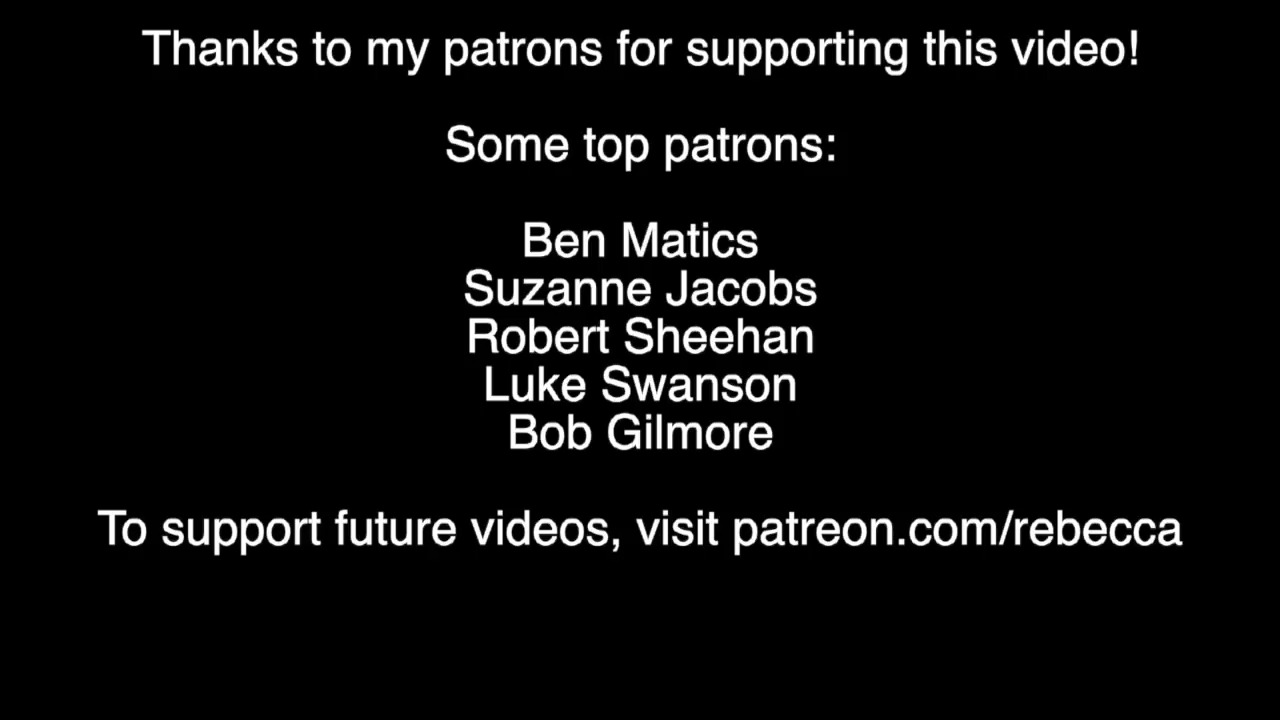 Thanks to my patrons for supporting this video!
Some top patrons:
Ben Matics
Suzanne Jacobs
Robert Sheehan
Luke Swanson
Bob Gilmore
To support future videos, visit patreon.com/rebecca